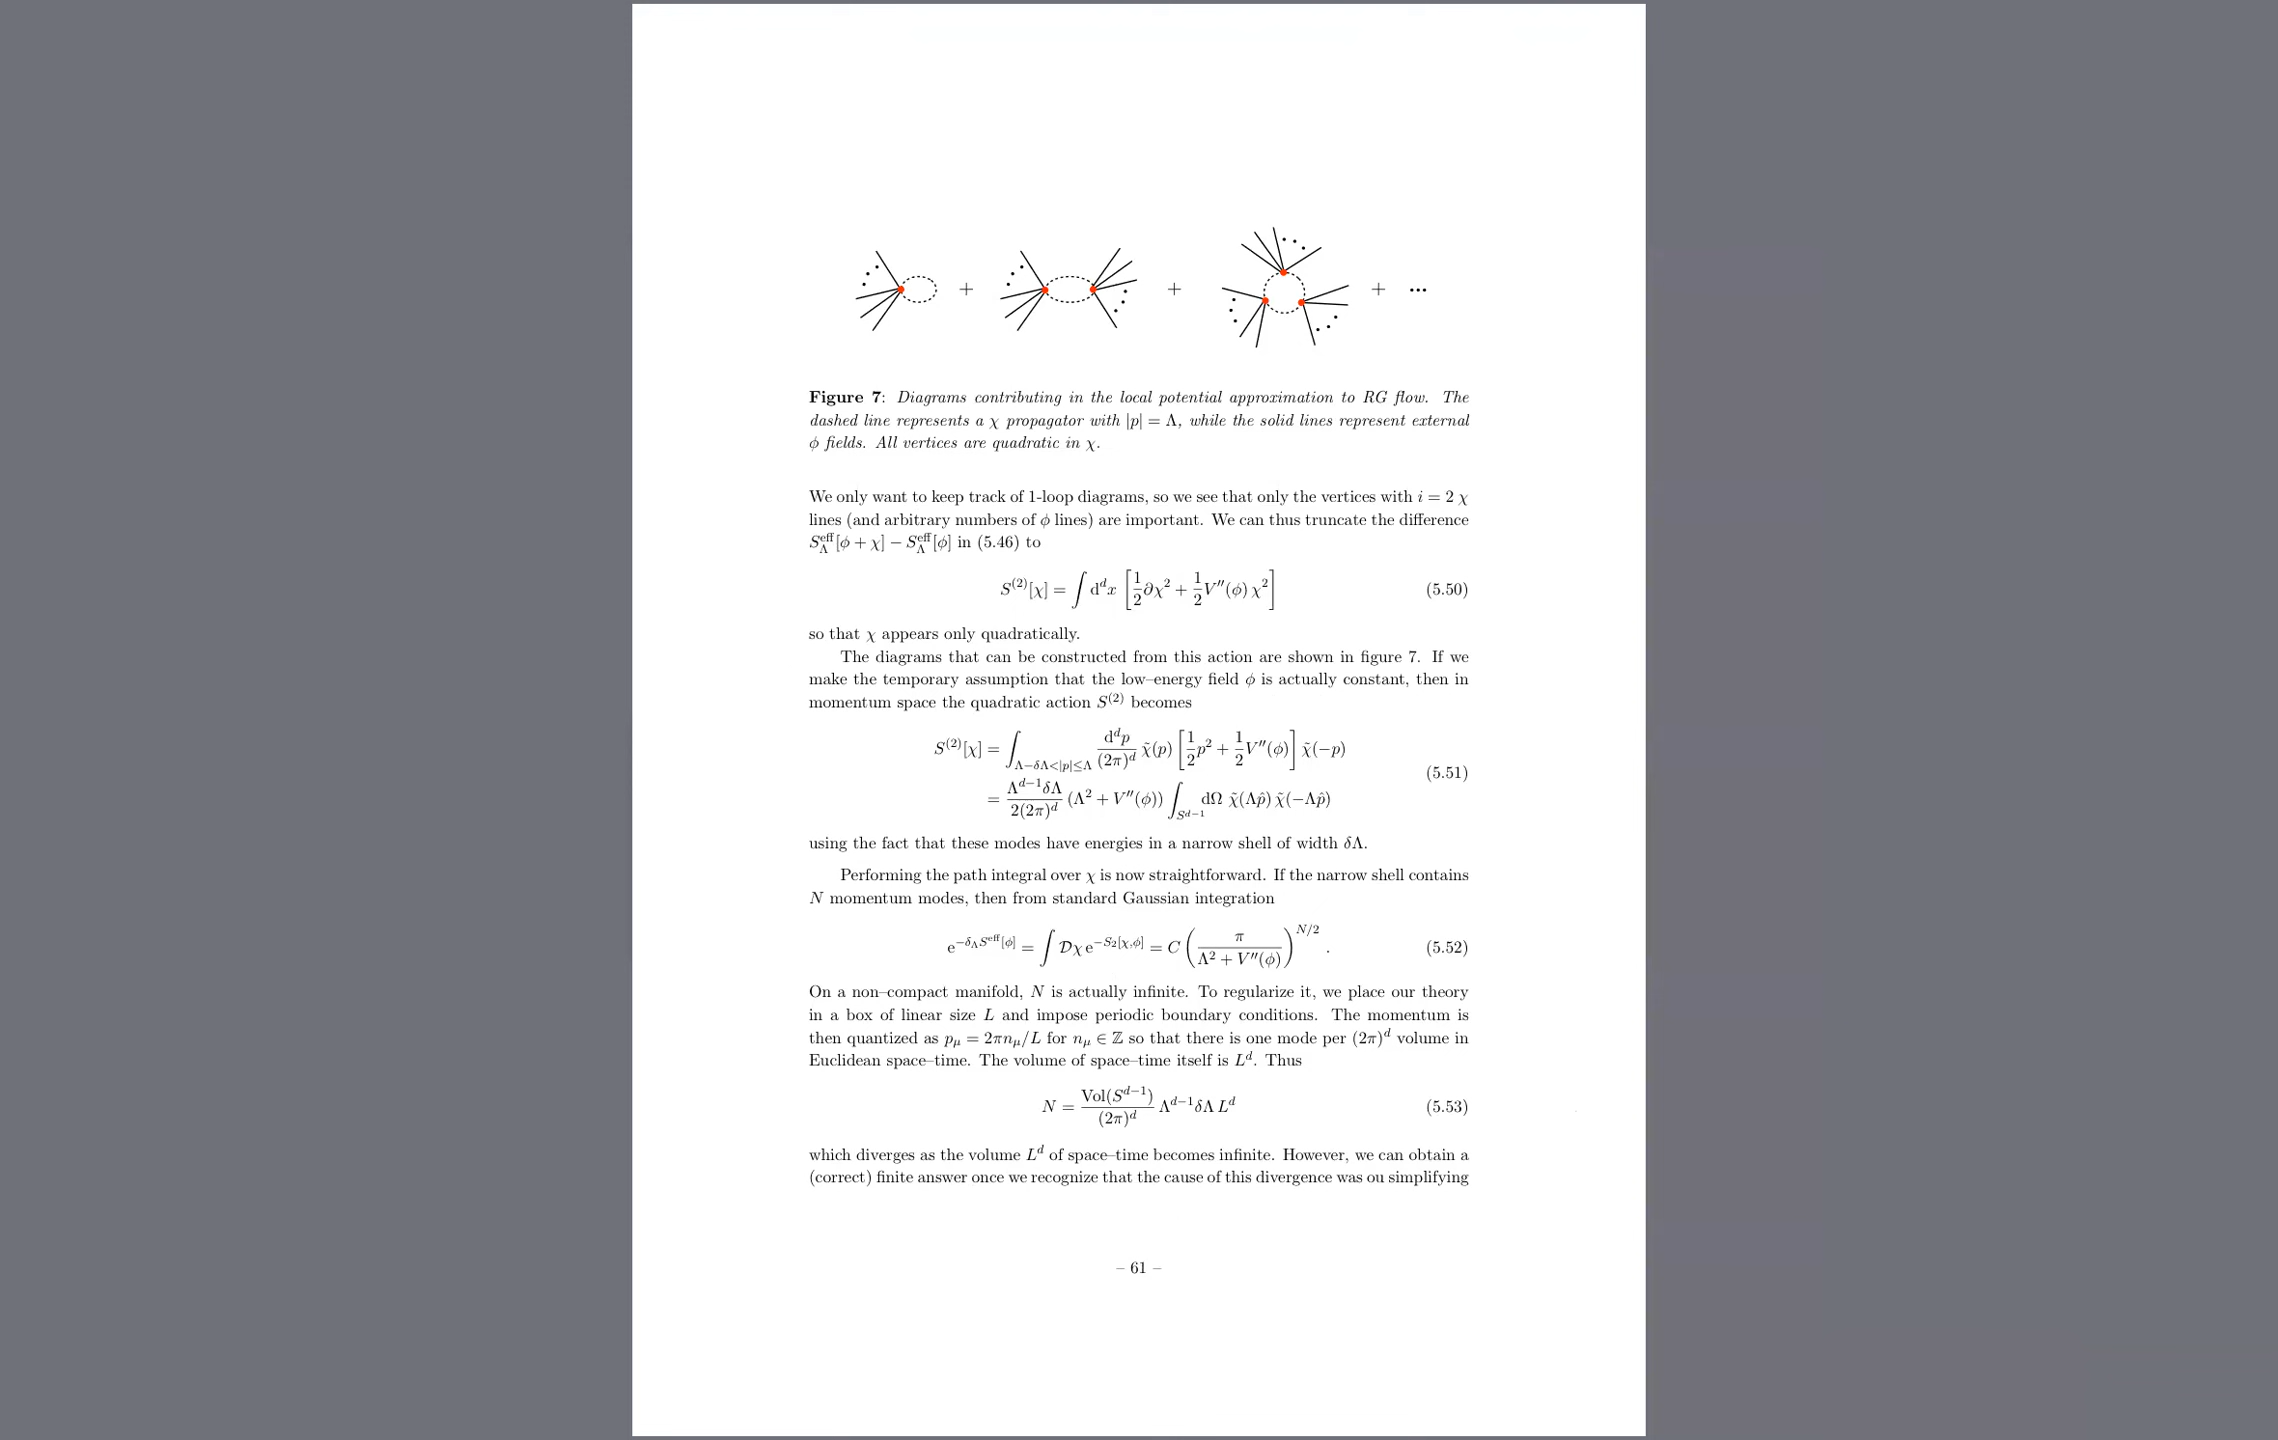 + + + ···
Figure 7: Diagrams contributing in the local potential approximation to RG flow. The
dashed line represents a χ propagator with |p| = Λ, while the solid lines represent external
ϕ fields. All vertices are quadratic in χ.
We only want to keep track of 1-loop diagrams, so we see that only the vertices with i = 2 χ
lines (and arbitrary numbers of ϕ lines) are important. We can thus truncate the difference
S_Λ^eff[ϕ + χ] − S_Λ^eff[ϕ] in (5.46) to
S^(2)[χ] = ∫ d^d x [ 1/2 ∂χ^2 + 1/2 V″(ϕ) χ^2 ] (5.50)
so that χ appears only quadratically.
The diagrams that can be constructed from this action are shown in figure 7. If we
make the temporary assumption that the low–energy field ϕ is actually constant, then in
momentum space the quadratic action S^(2) becomes
S^(2)[χ] = ∫_{Λ−δΛ<|p|≤Λ} d^d p/(2π)^d χ̃(p) [ 1/2 p^2 + 1/2 V″(ϕ) ] χ̃(−p)
= Λ^{d−1}δΛ/2(2π)^d (Λ^2 + V″(ϕ)) ∫_{S^{d−1}} dΩ χ̃(Λp̂) χ̃(−Λp̂) (5.51)
using the fact that these modes have energies in a narrow shell of width δΛ.
Performing the path integral over χ is now straightforward. If the narrow shell contains
N momentum modes, then from standard Gaussian integration
e^{−δ_Λ S^eff[ϕ]} = ∫ 𝒟χ e^{−S_2[χ,ϕ]} = C ( π/Λ^2 + V″(ϕ) )^{N/2} . (5.52)
On a non–compact manifold, N is actually infinite. To regularize it, we place our theory
in a box of linear size L and impose periodic boundary conditions. The momentum is
then quantized as p_μ = 2πn_μ/L for n_μ ∈ ℤ so that there is one mode per (2π)^d volume in
Euclidean space–time. The volume of space–time itself is L^d. Thus
N = Vol(S^{d−1})/(2π)^d Λ^{d−1}δΛ L^d (5.53)
which diverges as the volume L^d of space–time becomes infinite. However, we can obtain a
(correct) finite answer once we recognize that the cause of this divergence was ou simplifying
– 61 –